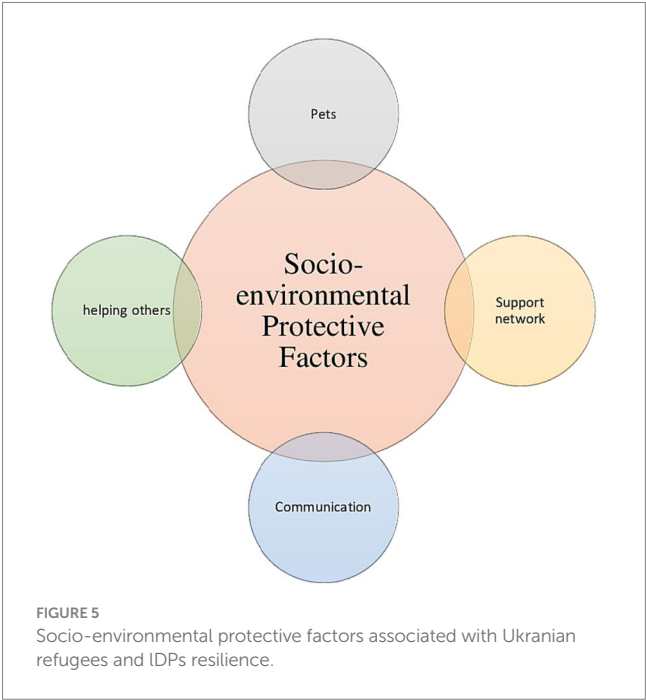 Pets
Socio-
environmental
Protective
Factors
helping others
Support
network
Communication
FIGURE 5
Socio-environmental protective factors associated with Ukranian
refugees and lDPs resilience.